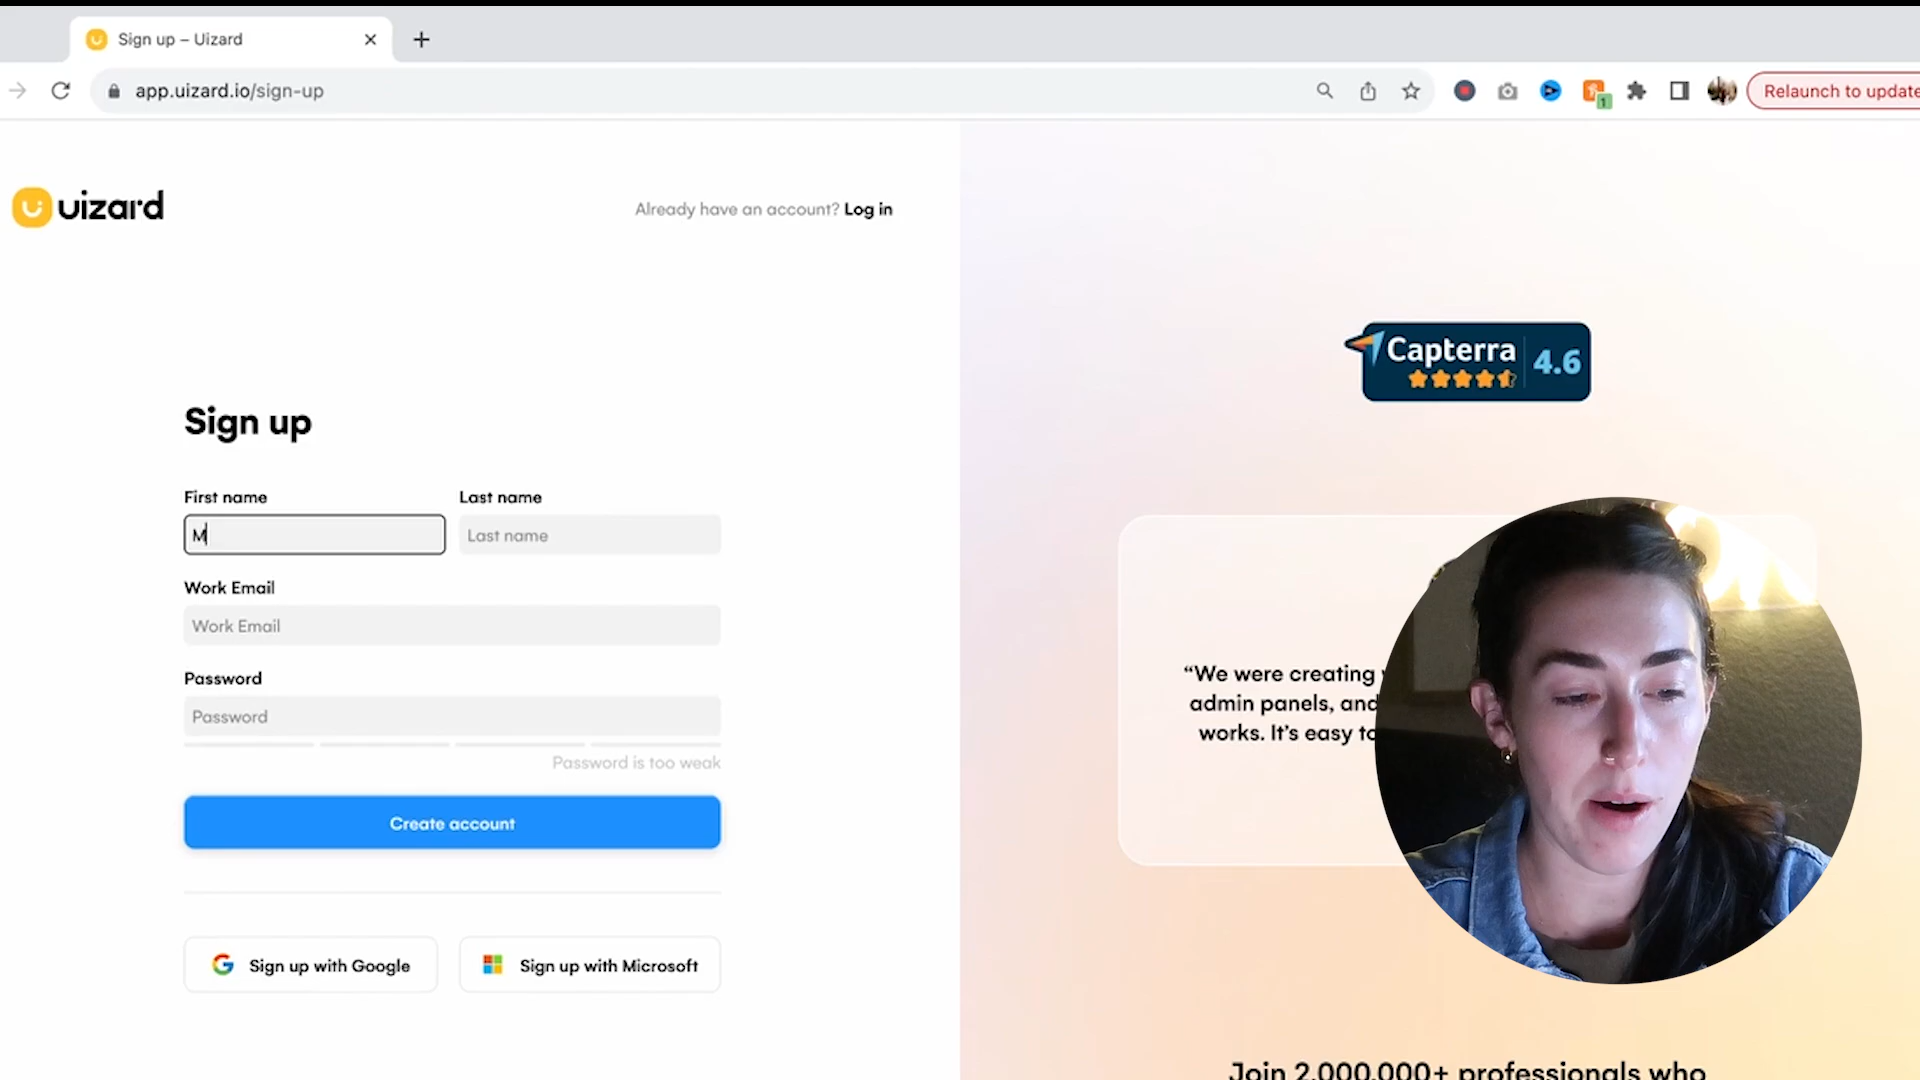 Sign up – Uizard
app.uizard.io/sign-up
1
Relaunch to update
uizard
Already have an account? Log in
Capterra
4.6
Sign up
First name
Last name
M
Last name
Work Email
Work Email
Password
Password
Password is too weak
Create account
Sign up with Google
Sign up with Microsoft
“We were creating
admin panels, and
works. It’s easy to
Join 2,000,000+ professionals who